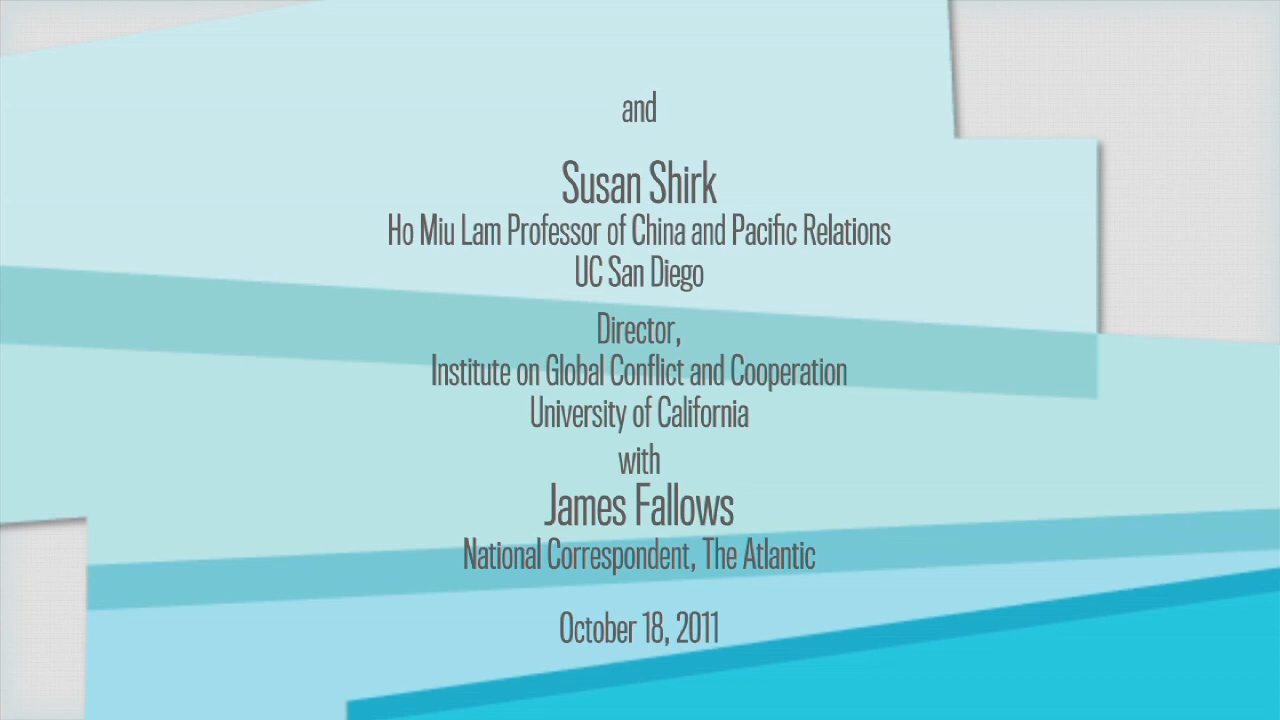 and
Susan Shirk
Ho Miu Lam Professor of China and Pacific Relations
UC San Diego
Director,
Institute on Global Conflict and Cooperation
University of California
with
James Fallows
National Correspondent, The Atlantic
October 18, 2011